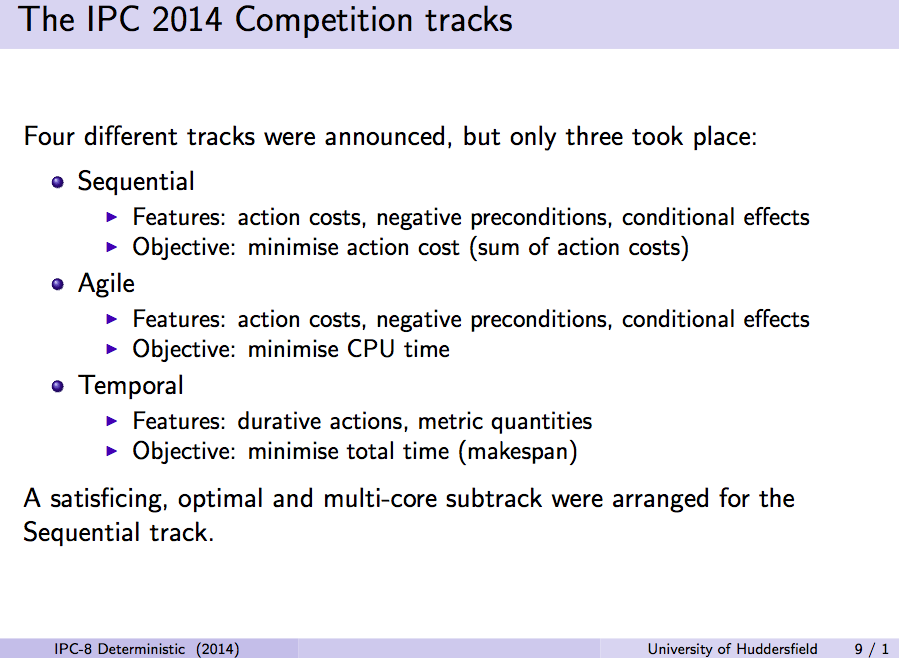 The IPC 2014 Competition tracks
Four different tracks were announced, but only three took place:
Sequential
Features: action costs, negative preconditions, conditional effects
Objective: minimise action cost (sum of action costs)
Agile
Features: action costs, negative preconditions, conditional effects
Objective: minimise CPU time
Temporal
Features: durative actions, metric quantities
Objective: minimise total time (makespan)
A satisficing, optimal and multi-core subtrack were arranged for the
Sequential track.
IPC-8 Deterministic (2014)
University of Huddersfield 9 / 1